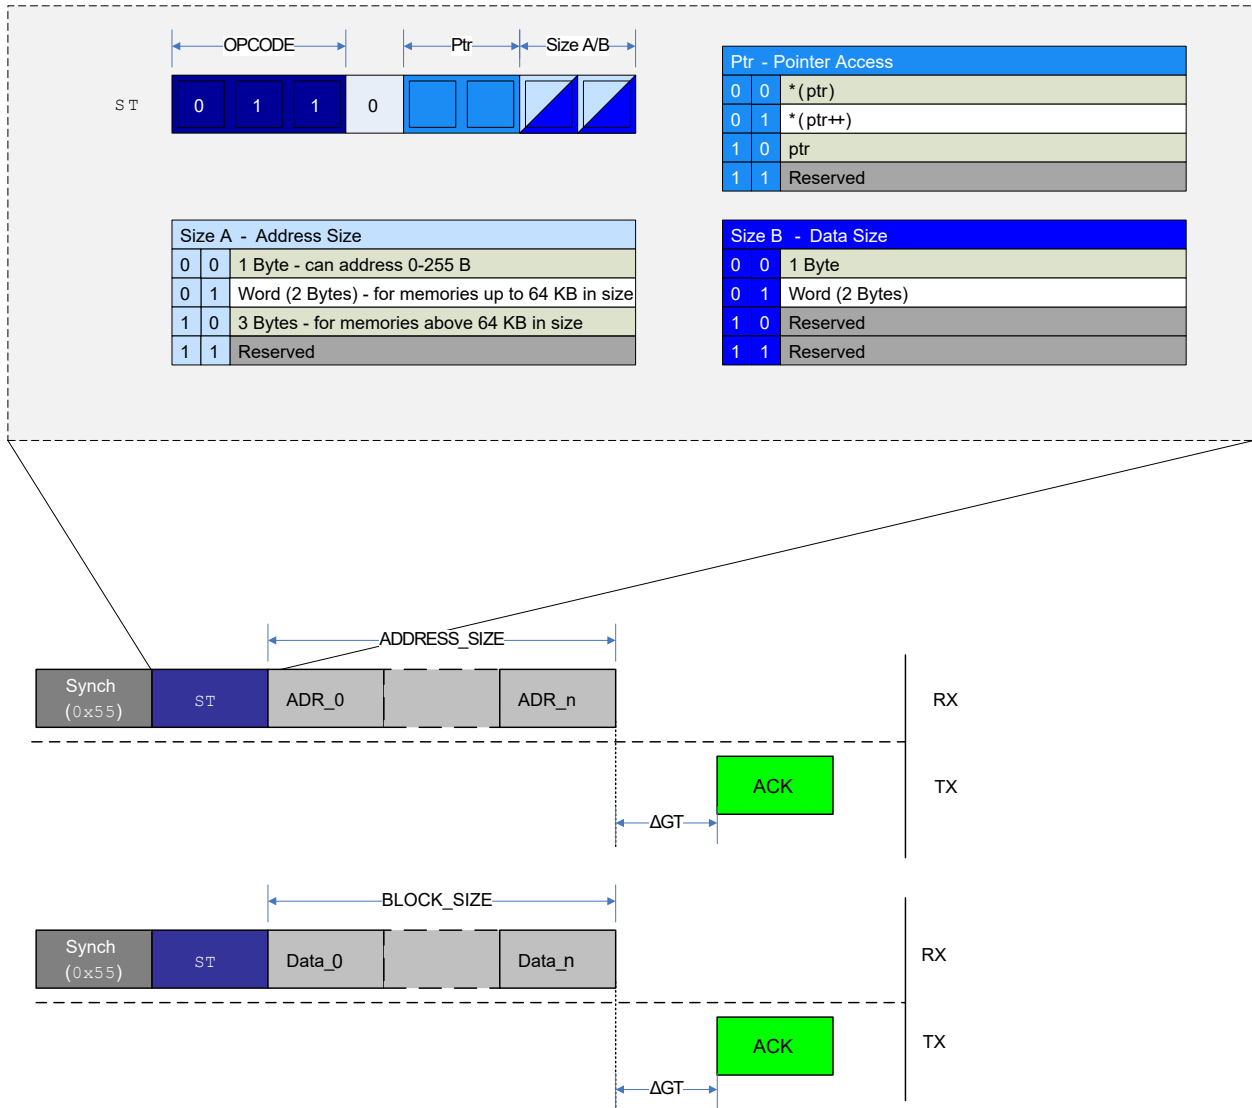 OPCODE Ptr Size A/B
ST 0 1 1 0
Ptr - Pointer Access
0 0 *(ptr)
0 1 *(ptr++)
1 0 ptr
1 1 Reserved
Size A - Address Size
0 0 1 Byte - can address 0-255 B
0 1 Word (2 Bytes) - for memories up to 64 KB in size
1 0 3 Bytes - for memories above 64 KB in size
1 1 Reserved
Size B - Data Size
0 0 1 Byte
0 1 Word (2 Bytes)
1 0 Reserved
1 1 Reserved
ADDRESS_SIZE
Synch
(0x55)
ST
ADR_0
ADR_n
RX
ACK
TX
ΔGT
BLOCK_SIZE
Synch
(0x55)
ST
Data_0
Data_n
RX
ACK
TX
ΔGT